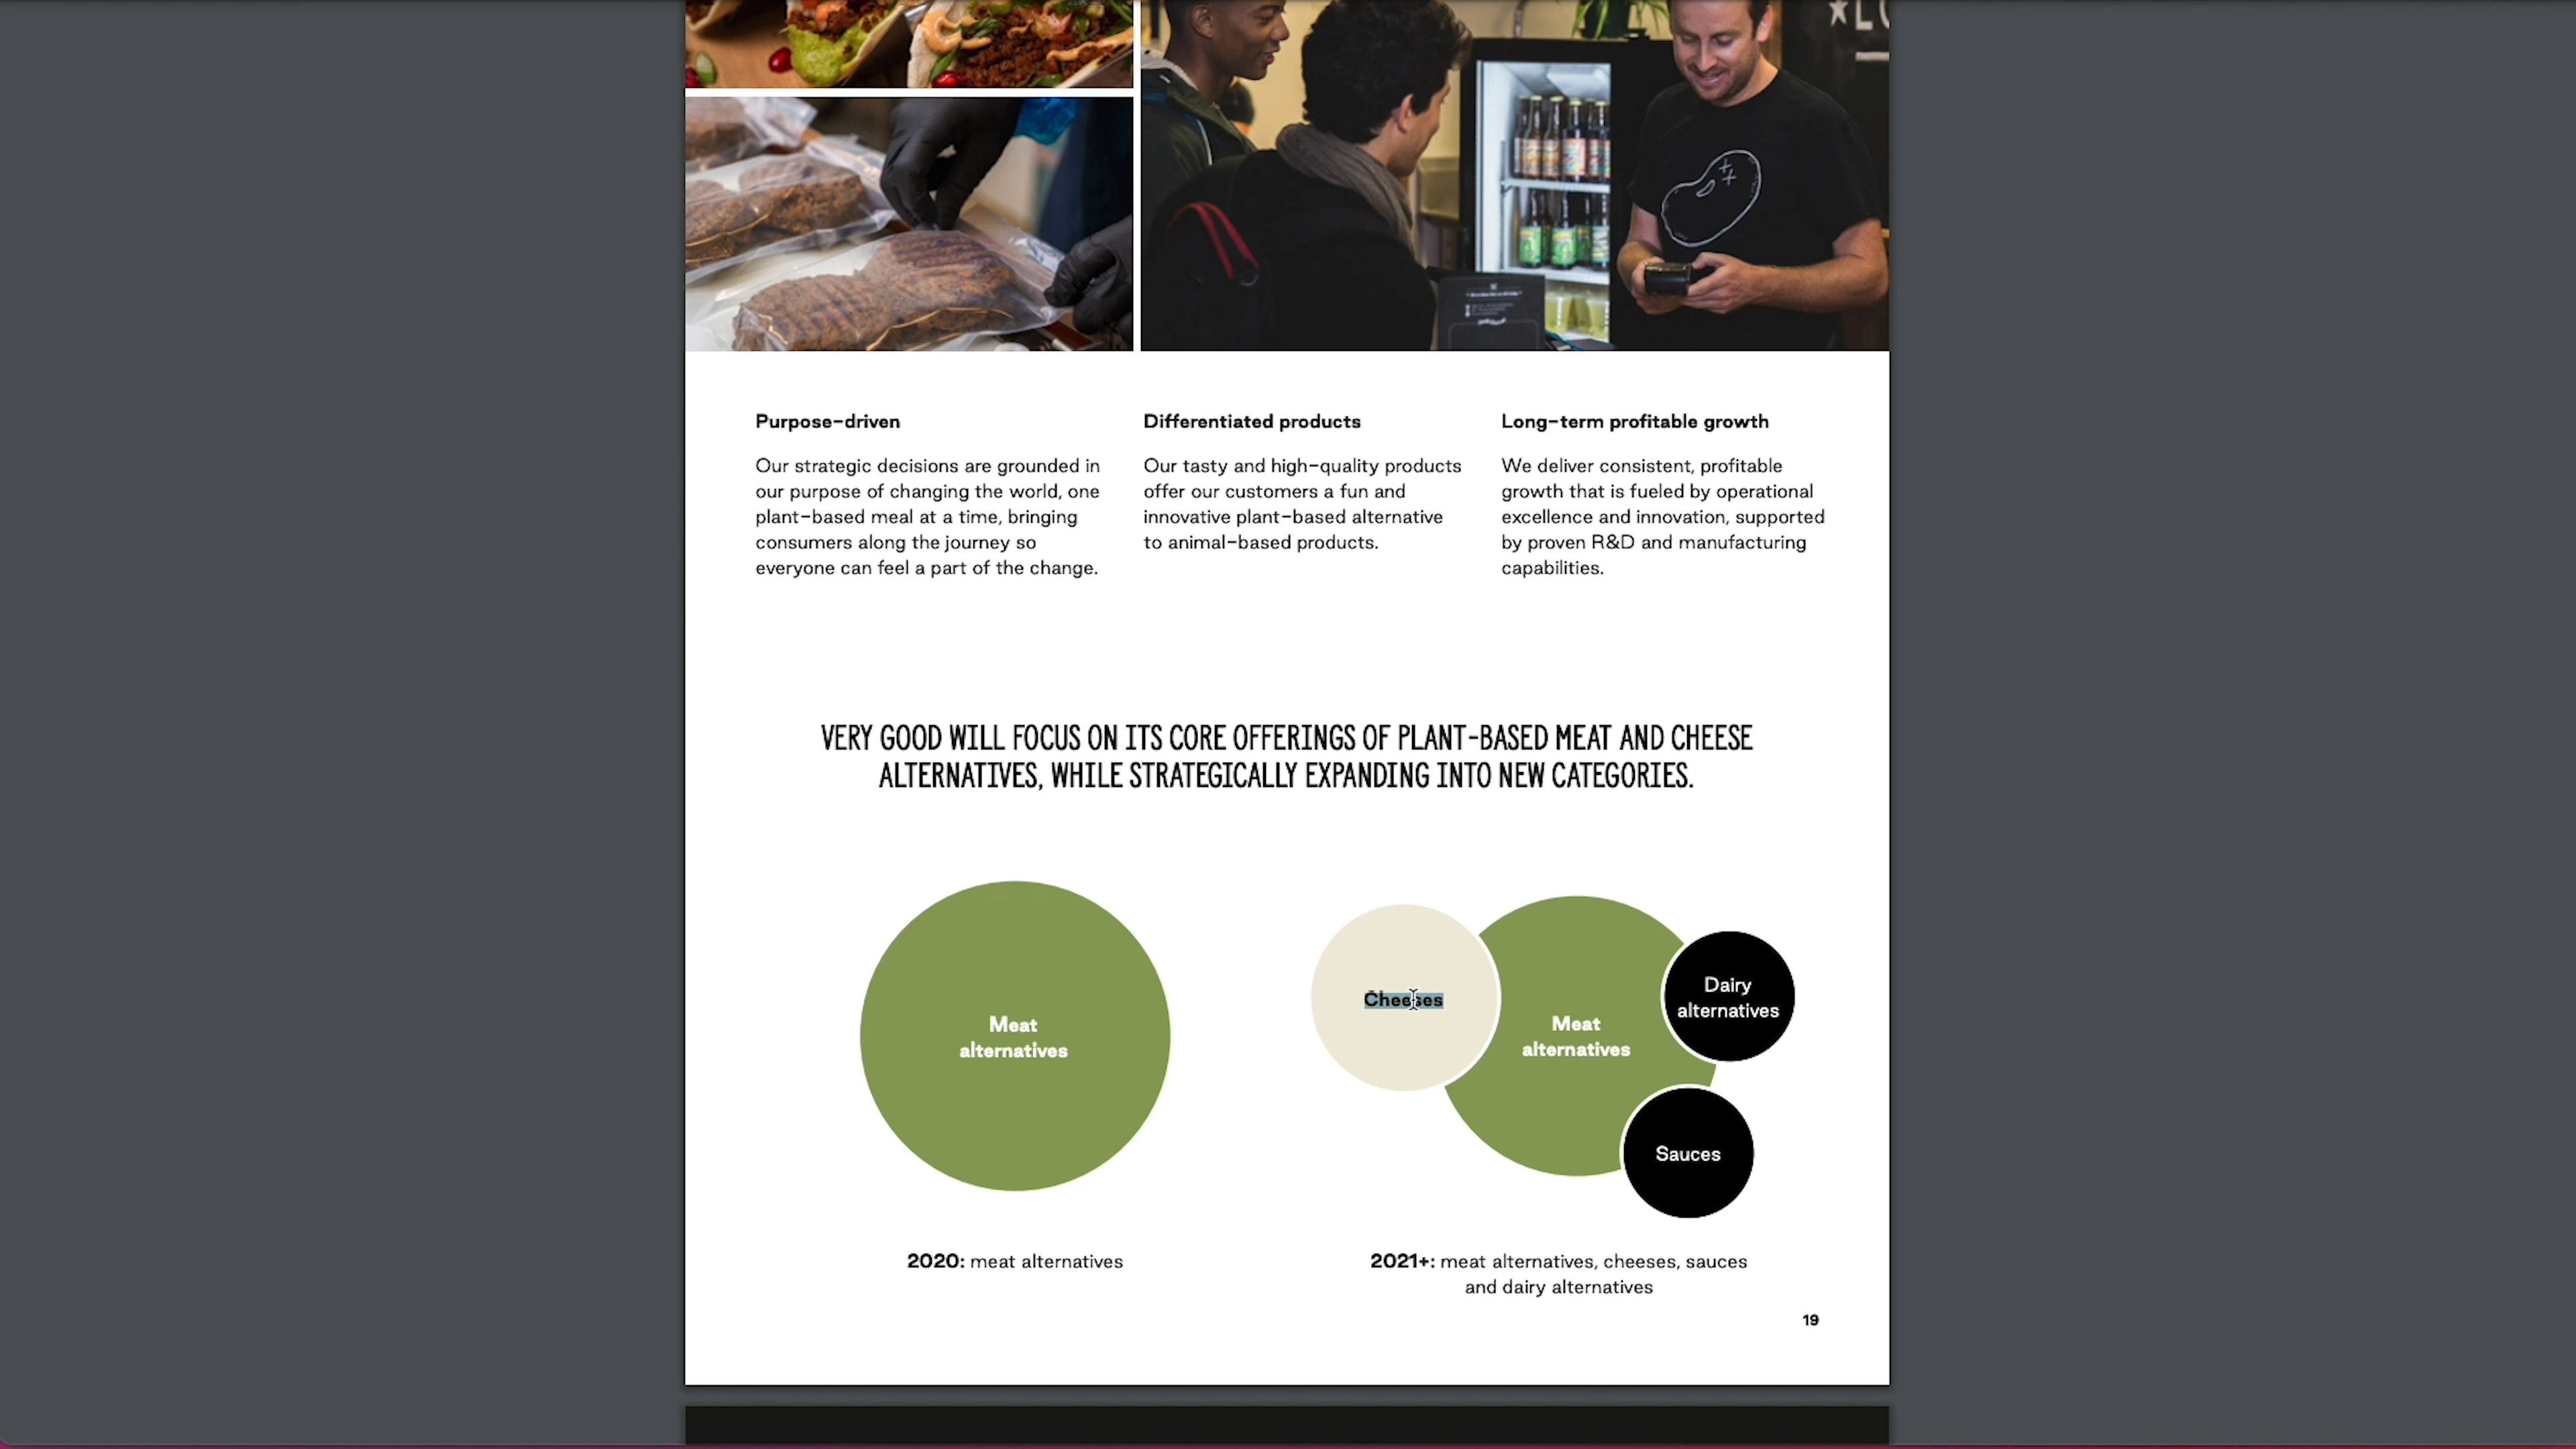 Purpose-driven
Our strategic decisions are grounded in
our purpose of changing the world, one
plant-based meal at a time, bringing
consumers along the journey so
everyone can feel a part of the change.
Differentiated products
Our tasty and high-quality products
offer our customers a fun and
innovative plant-based alternative
to animal-based products.
Long-term profitable growth
We deliver consistent, profitable
growth that is fueled by operational
excellence and innovation, supported
by proven R&D and manufacturing
capabilities.
VERY GOOD WILL FOCUS ON ITS CORE OFFERINGS OF PLANT-BASED MEAT AND CHEESE
ALTERNATIVES, WHILE STRATEGICALLY EXPANDING INTO NEW CATEGORIES.
Meat
alternatives
2020: meat alternatives
Cheeses
Meat
alternatives
Dairy
alternatives
Sauces
2021+: meat alternatives, cheeses, sauces
and dairy alternatives
19